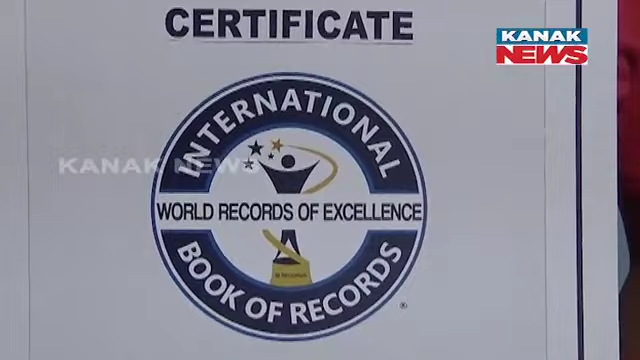 CERTIFICATE
KANAK
NEWS
KANAK NEWS
INTERNATIONAL
WORLD RECORDS OF EXCELLENCE
BOOK OF RECORDS
®